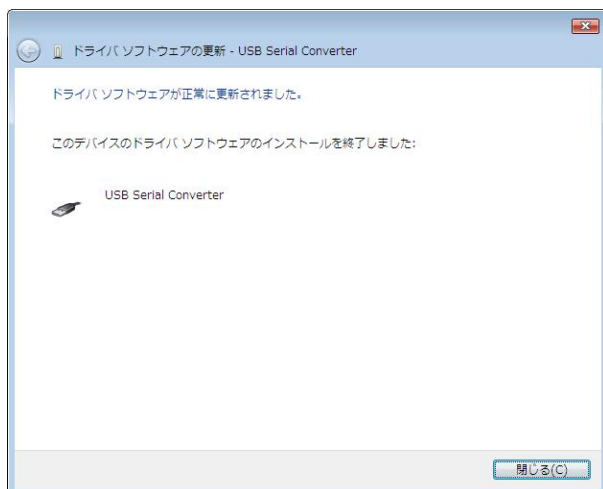 ドライバ ソフトウェアの更新 - USB Serial Converter
ドライバ ソフトウェアが正常に更新されました。
このデバイスのドライバ ソフトウェアのインストールを終了しました:
USB Serial Converter
閉じる(C)